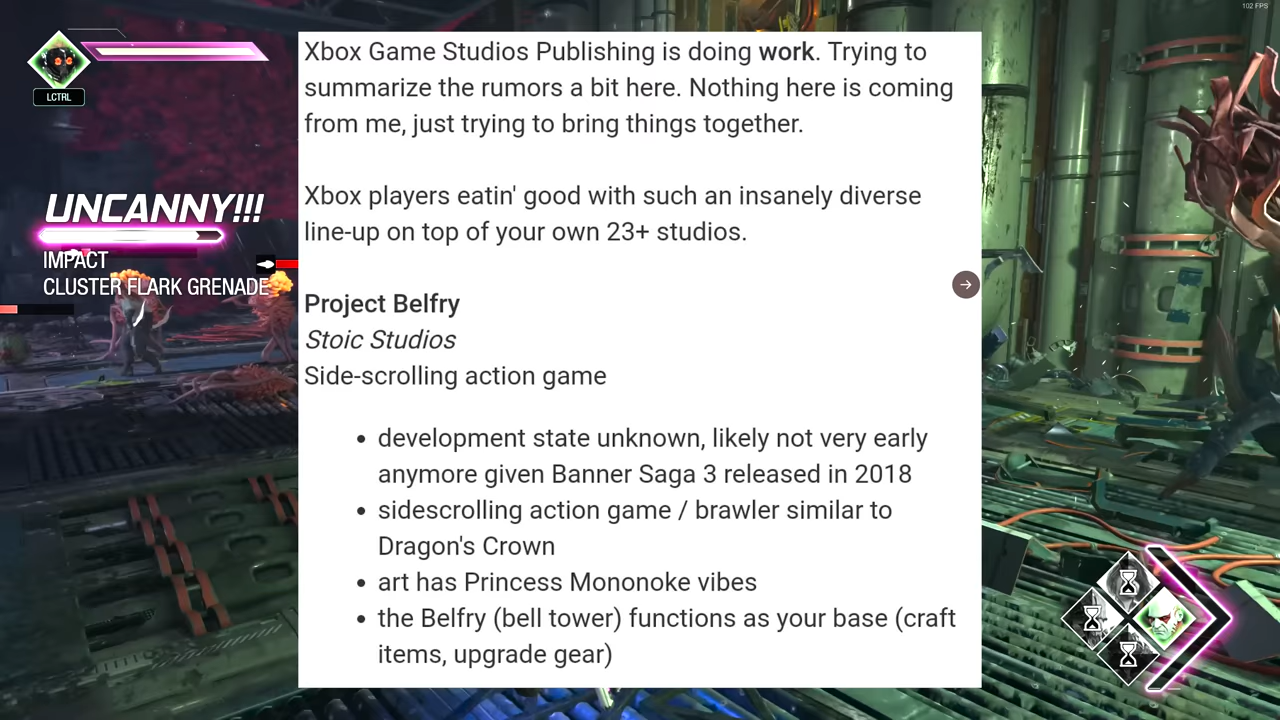 102 FPS
LCTRL
UNCANNY!!!
IMPACT
CLUSTER FLARK GRENADE
Xbox Game Studios Publishing is doing work. Trying to
summarize the rumors a bit here. Nothing here is coming
from me, just trying to bring things together.
Xbox players eatin' good with such an insanely diverse
line-up on top of your own 23+ studios.
Project Belfry
Stoic Studios
Side-scrolling action game
• development state unknown, likely not very early
anymore given Banner Saga 3 released in 2018
• sidescrolling action game / brawler similar to
Dragon's Crown
• art has Princess Mononoke vibes
• the Belfry (bell tower) functions as your base (craft
items, upgrade gear)